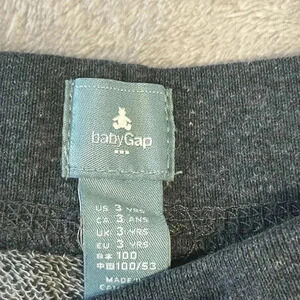 babyGap
US 3 YRS
CA 3 ANS
UK 3 YRS
EU 3 YRS
日本 100
中国 100/53
MADE IN